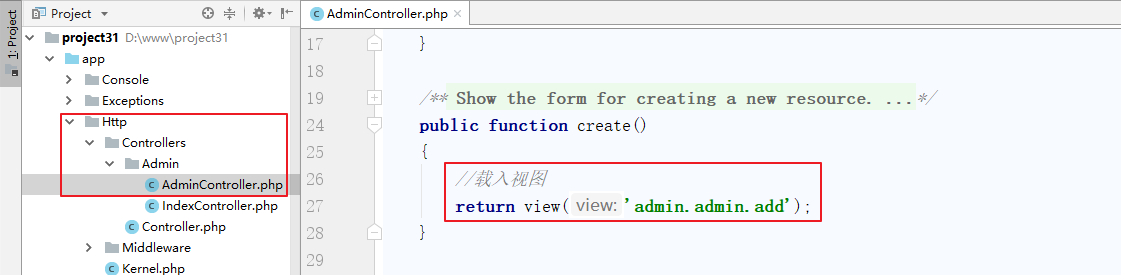 1: Project
Project
project31 D:\www\project31
app
Console
Exceptions
Http
Controllers
Admin
AdminController.php
IndexController.php
Controller.php
Middleware
Kernel.php
AdminController.php
17 }
18
19 /** Show the form for creating a new resource. ...*/
24 public function create()
25 {
26 //载入视图
27 return view( view: 'admin.admin.add');
28 }
29